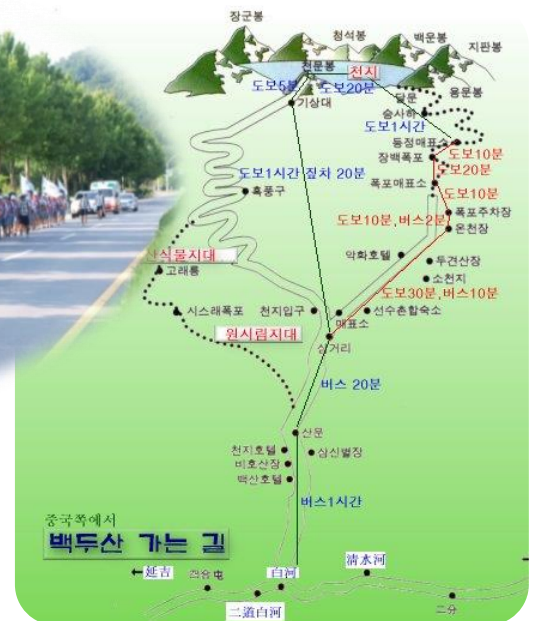 장군봉
청석봉
백운봉
지판봉
천문봉
천지
달문
용문봉
도보5분
도보20분
기상대
승사하
도보1시간
등정매표소
장백폭포
도보10분
도보20분
도보1시간 짚차 20분
폭포매표소
흑풍구
도보10분
도보10분,버스2분
폭포주차장
온천장
식물지대
고래등
악화호텔
두견산장
소천지
도보30분,버스10분
시스래폭포
천지입구
매표소
선수촌합숙소
원시림지대
삼거리
버스 20분
산문
천지호텔
삼신별장
비호산장
백산호텔
버스1시간
중국쪽에서
백두산 가는 길
延吉
四合屯
白河
清水河
二道白河
二分